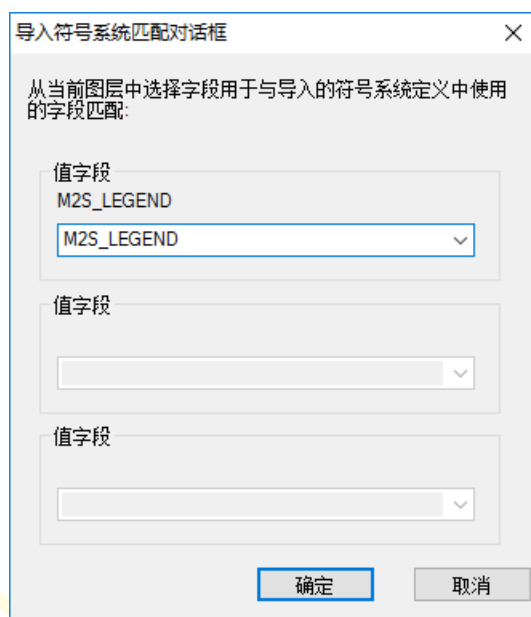 导入符号系统匹配对话框
从当前图层中选择字段用于与导入的符号系统定义中使用
的字段匹配:
值字段
M2S_LEGEND
M2S_LEGEND
值字段
值字段
确定
取消